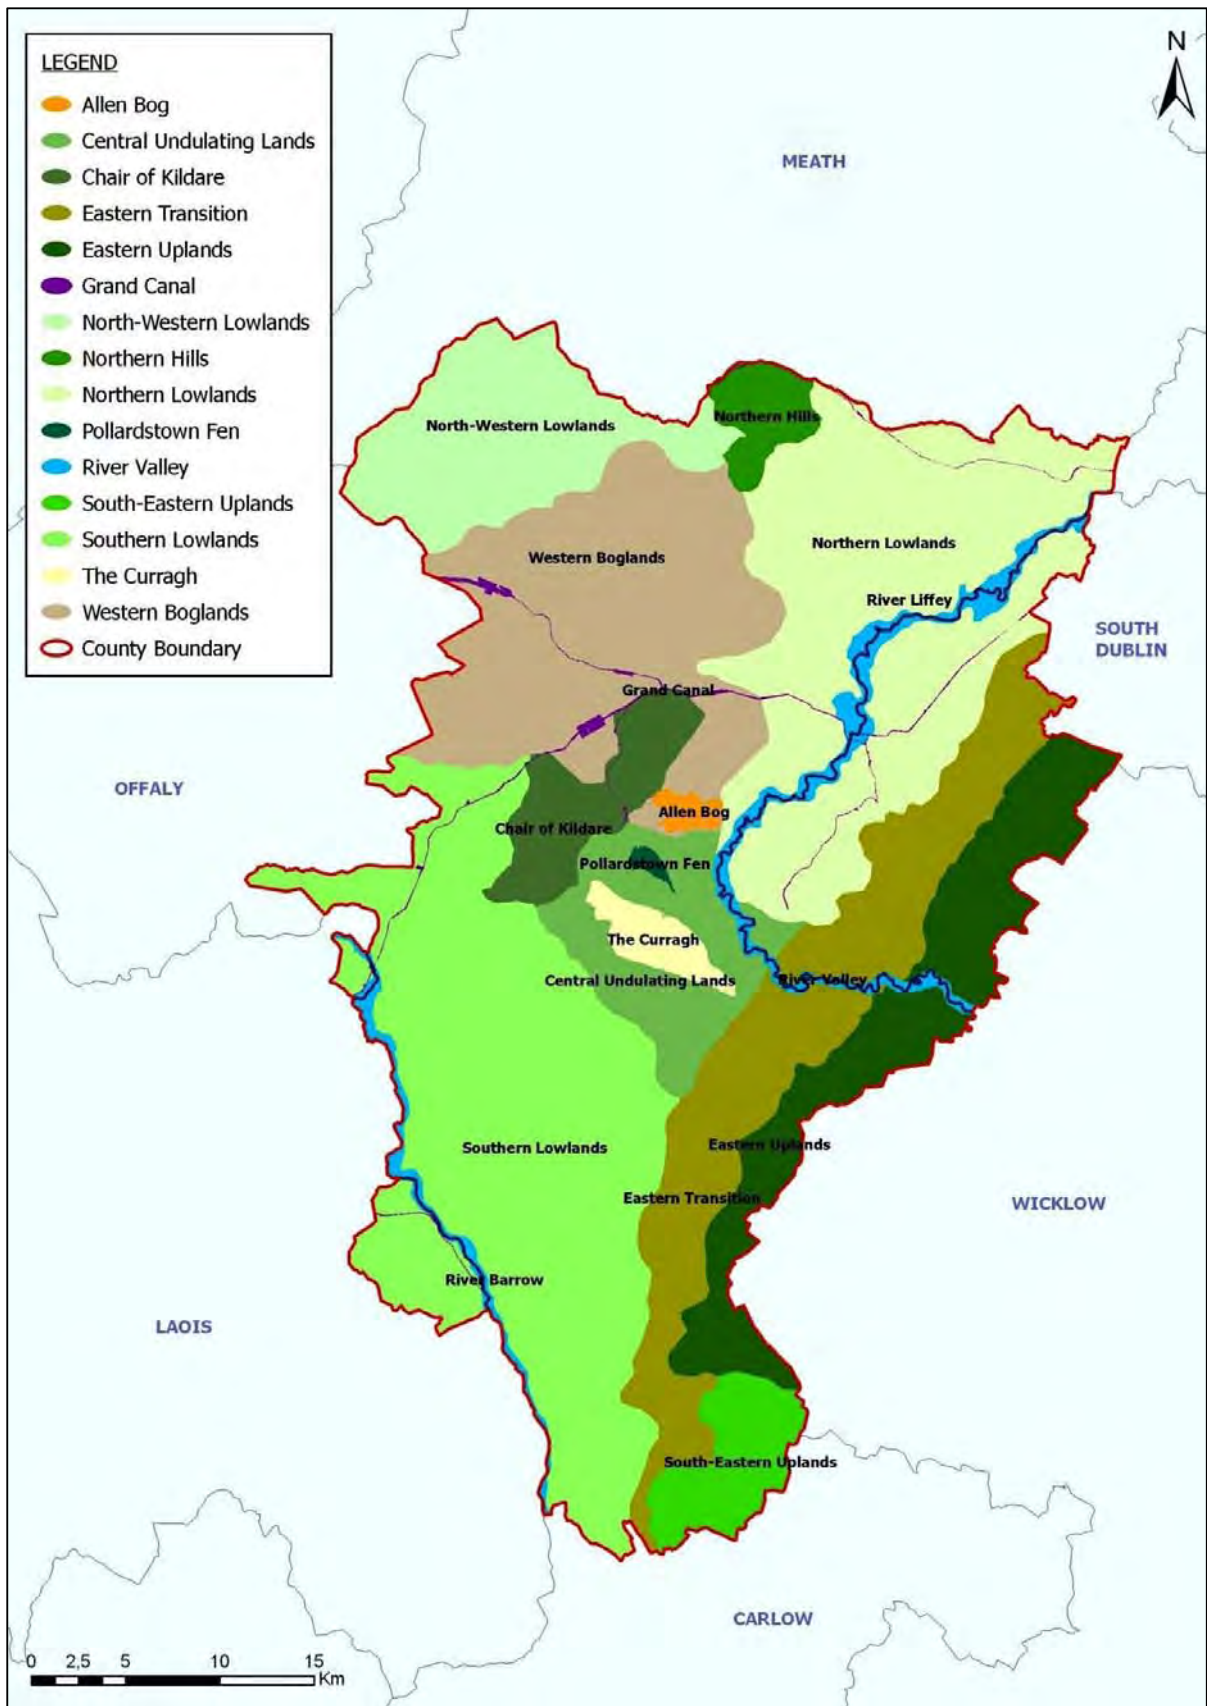 LEGEND
Allen Bog
Central Undulating Lands
Chair of Kildare
Eastern Transition
Eastern Uplands
Grand Canal
North-Western Lowlands
Northern Hills
Northern Lowlands
Pollardstown Fen
River Valley
South-Eastern Uplands
Southern Lowlands
The Curragh
Western Boglands
County Boundary
N
MEATH
Northern Hills
North-Western Lowlands
Northern Lowlands
Western Boglands
River Liffey
SOUTH
DUBLIN
Grand Canal
OFFALY
Allen Bog
Chair of Kildare
Pollardstown Fen
The Curragh
Central Undulating Lands
River Valley
Eastern Uplands
Southern Lowlands
Eastern Transition
WICKLOW
River Barrow
LAOIS
South-Eastern Uplands
CARLOW
0 2,5 5 10 15
Km